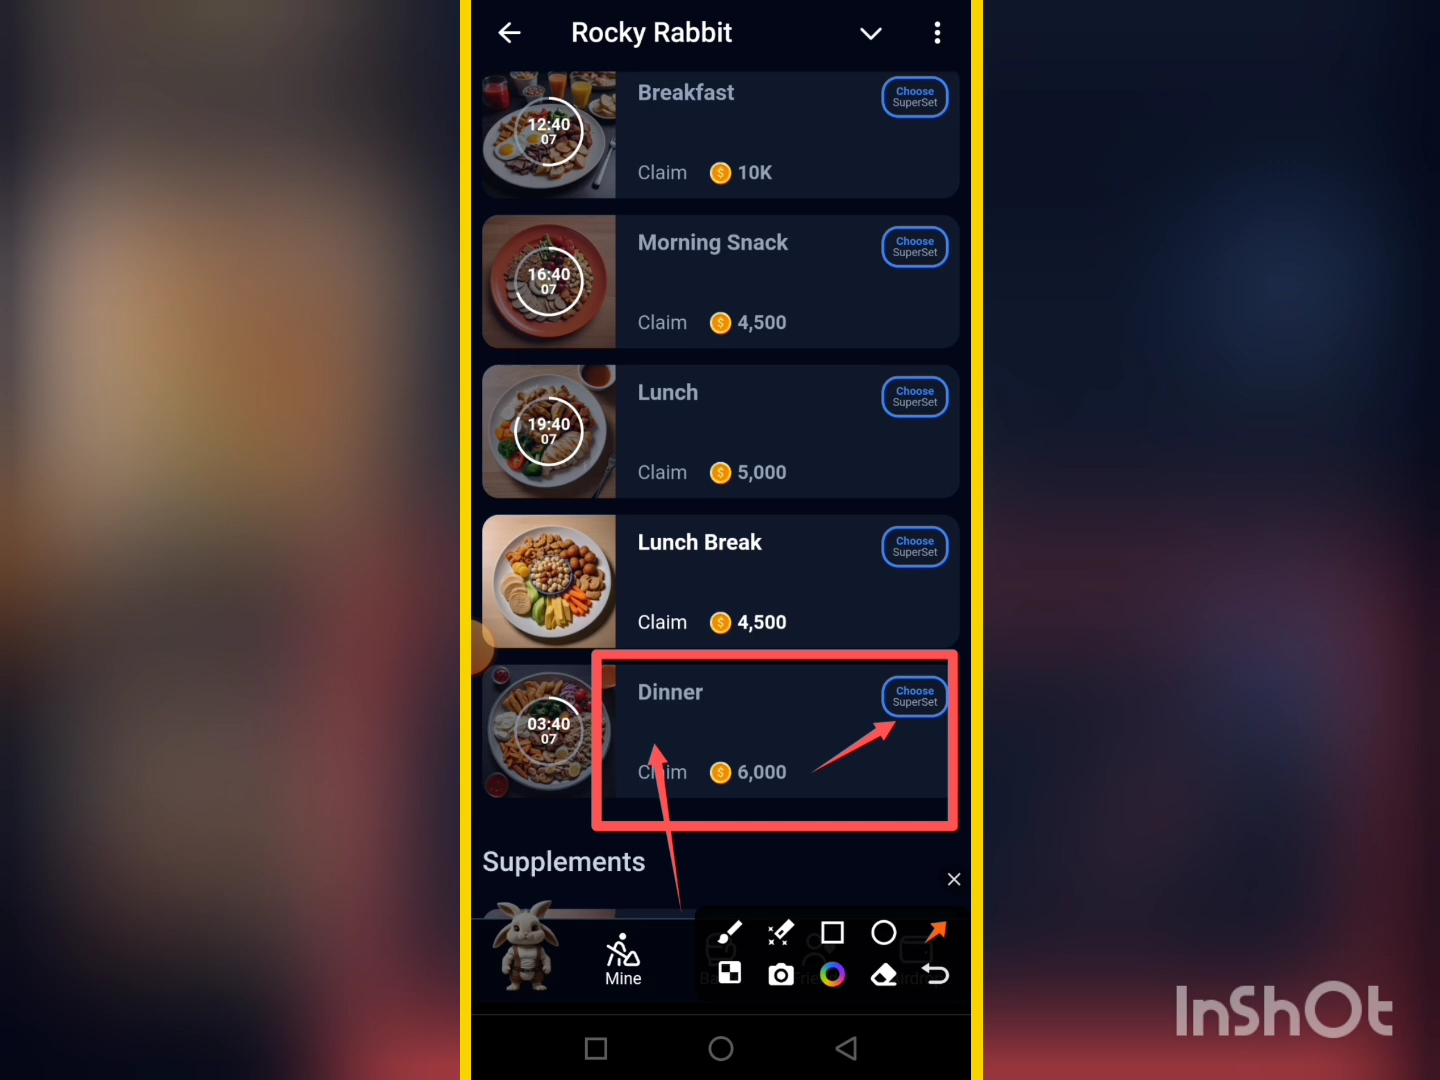 Rocky Rabbit
Breakfast
Choose
SuperSet
12:40
07
Claim $ 10K
Morning Snack
Choose
SuperSet
16:40
07
Claim $ 4,500
Lunch
Choose
SuperSet
19:40
07
Claim $ 5,000
Lunch Break
Choose
SuperSet
Claim $ 4,500
Dinner
Choose
SuperSet
03:40
07
Claim $ 6,000
Supplements
Mine
InShOt